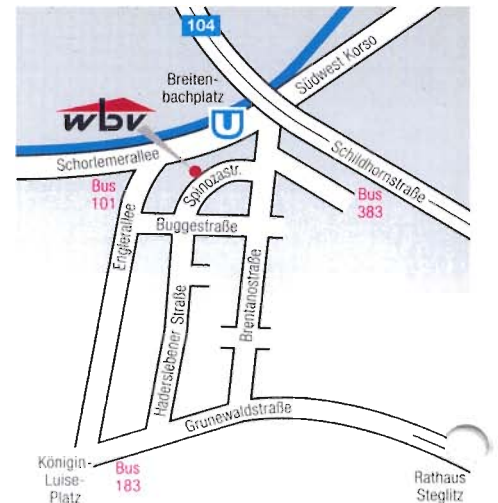 104
Südwest Korso
Breiten-
bachplatz
wbv
U
Schorlemerallee
Schildhornstraße
Bus
101
Spinozastr.
Bus
383
Englerallee
Buggestraße
Haderslebener Straße
Brentanostraße
Grunewaldstraße
Königin-
Luise-
Platz
Bus
183
Rathaus
Steglitz